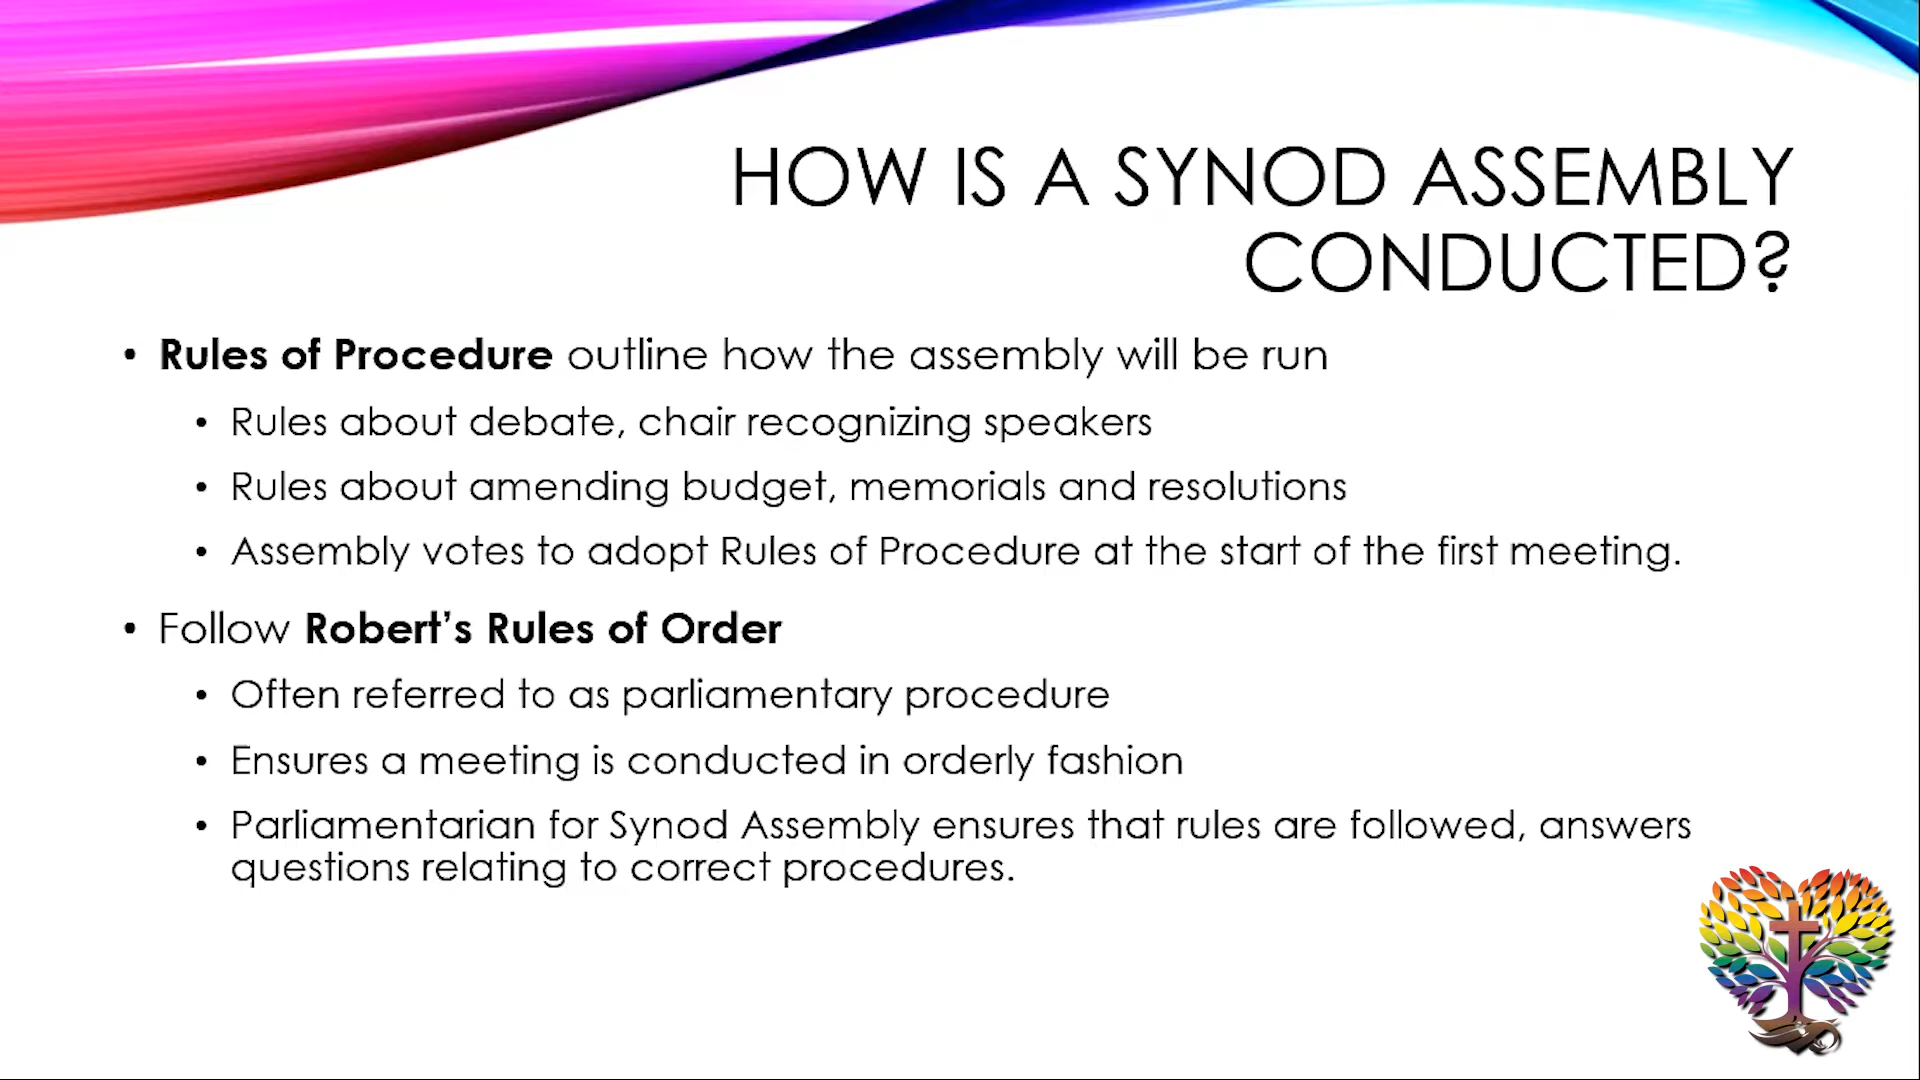 HOW IS A SYNOD ASSEMBLY
CONDUCTED?
• Rules of Procedure outline how the assembly will be run
• Rules about debate, chair recognizing speakers
• Rules about amending budget, memorials and resolutions
• Assembly votes to adopt Rules of Procedure at the start of the first meeting.
• Follow Robert’s Rules of Order
• Often referred to as parliamentary procedure
• Ensures a meeting is conducted in orderly fashion
• Parliamentarian for Synod Assembly ensures that rules are followed, answers
questions relating to correct procedures.